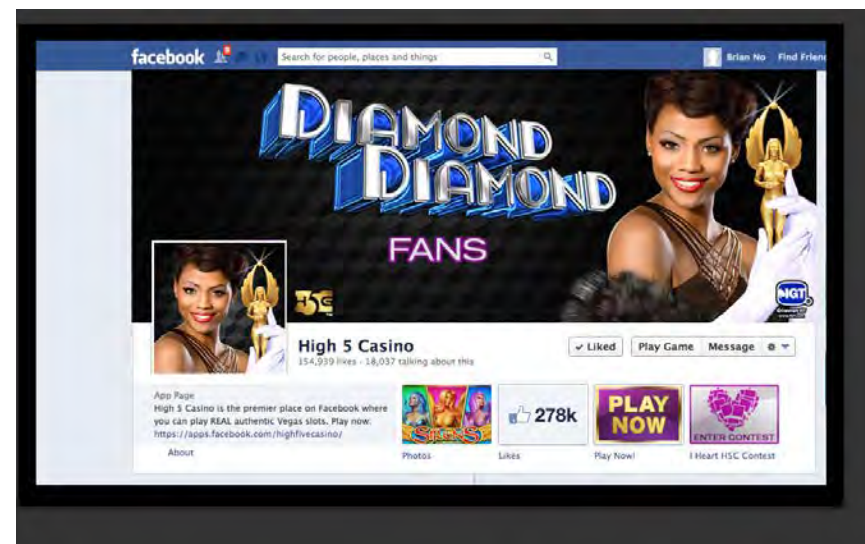 facebook
Search for people, places and things
Brian No Find Frien
DIAMOND
DIAMOND
FANS
H5G
High 5 Casino
154,939 likes · 18,037 talking about this
Liked
Play Game
Message
App Page
High 5 Casino is the premier place on Facebook where
you can play REAL authentic Vegas slots. Play now:
https://apps.facebook.com/highfivecasino/
About
SIRENS
Photos
278k
Likes
PLAY
NOW
Play Now!
ENTER CONTEST
I Heart H5C Contest